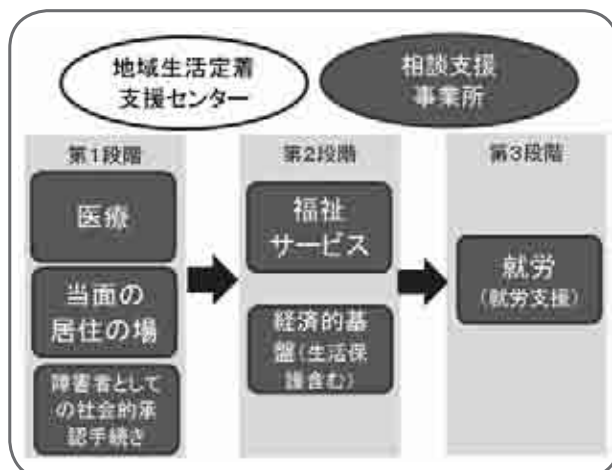 地域生活定着
支援センター
相談支援
事業所
第1段階
医療
当面の
居住の場
障害者として
の社会的承
認手続き
第2段階
福祉
サービス
経済的基
盤(生活保
護含む)
第3段階
就労
(就労支援)